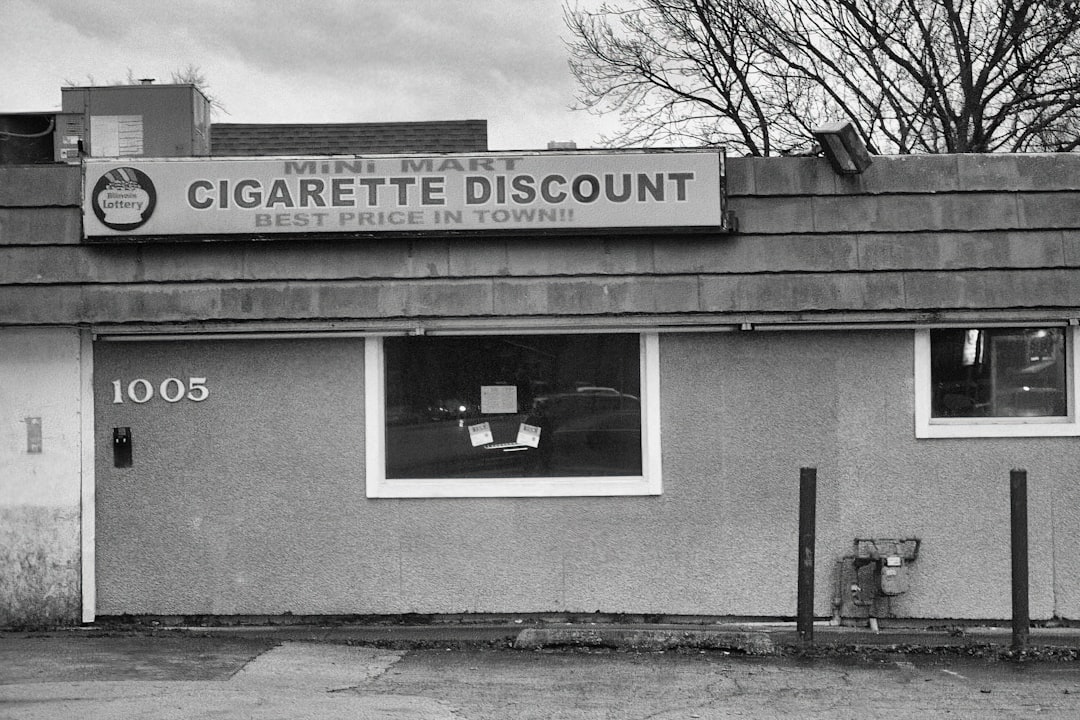 MINI MART
Illinois
Lottery
CIGARETTE DISCOUNT
BEST PRICE IN TOWN!!
1005